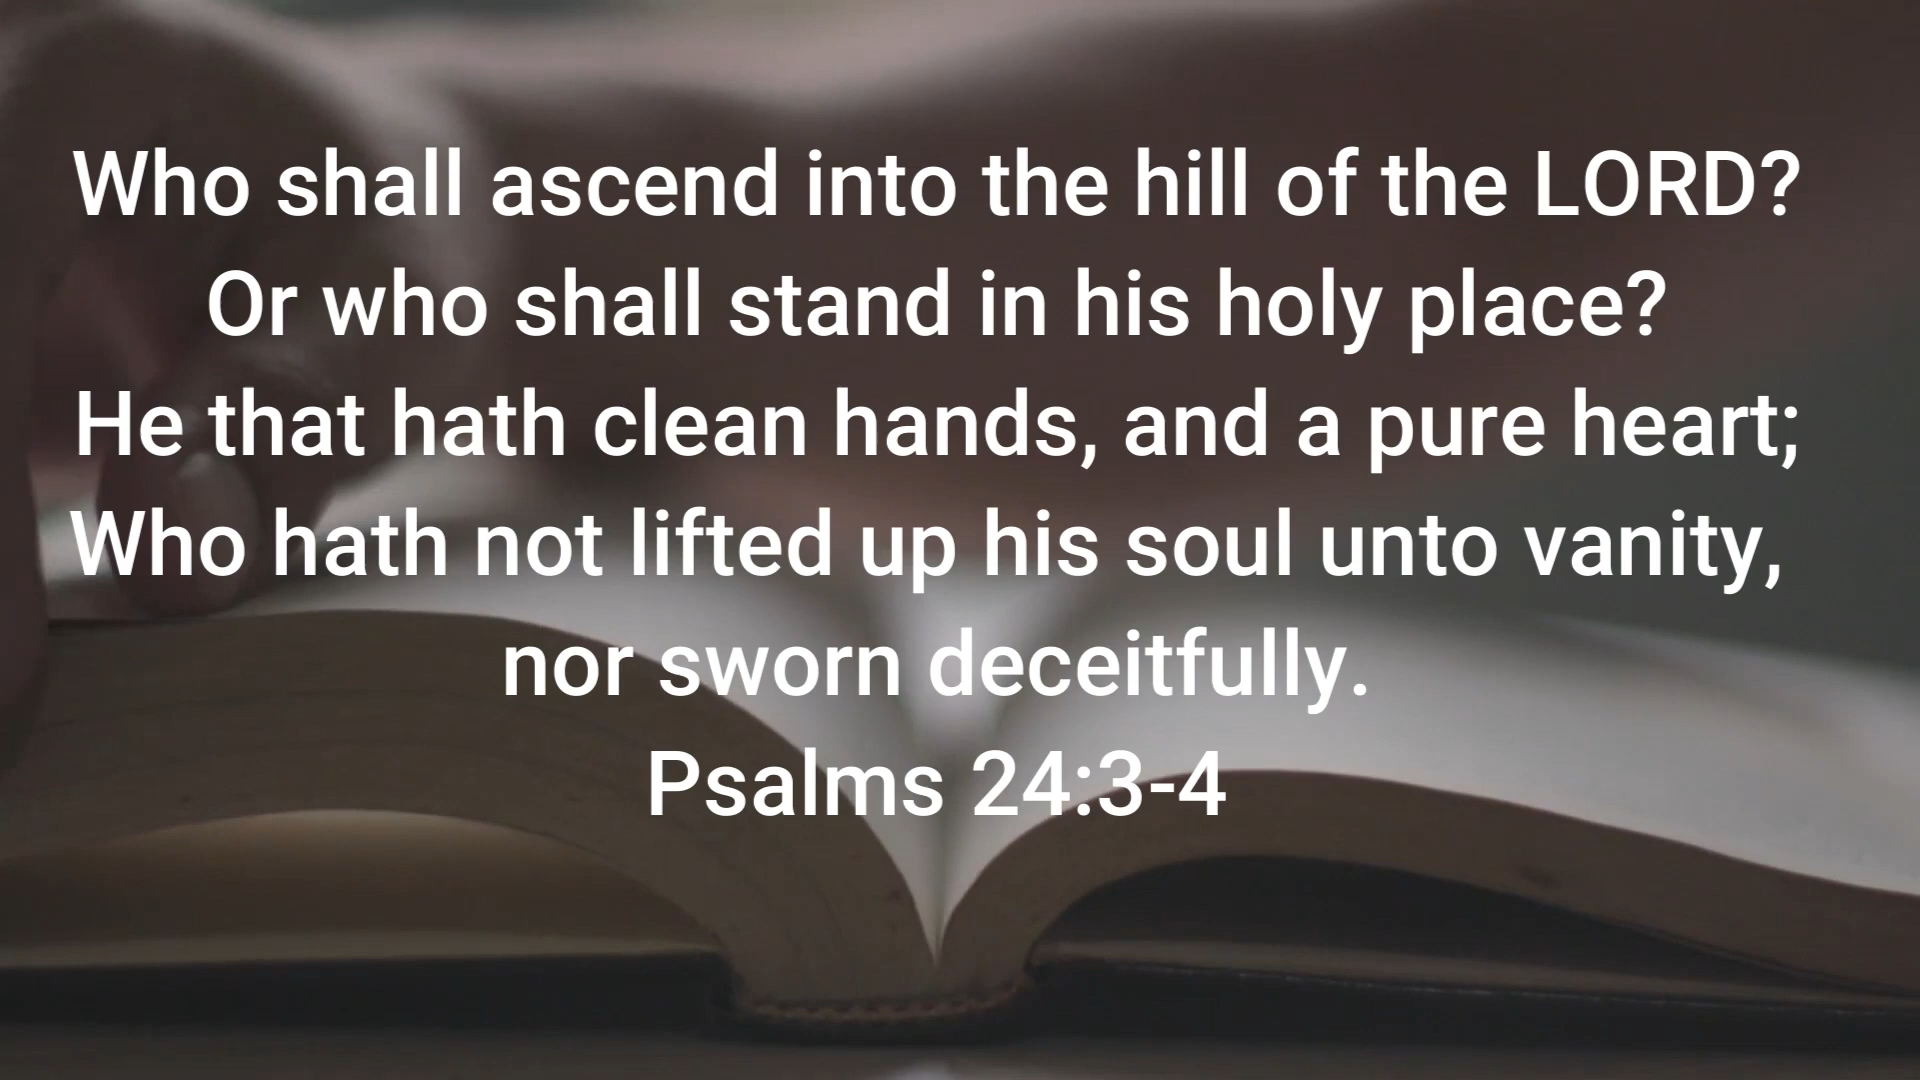 Who shall ascend into the hill of the LORD?
Or who shall stand in his holy place?
He that hath clean hands, and a pure heart;
Who hath not lifted up his soul unto vanity,
nor sworn deceitfully.
Psalms 24:3-4